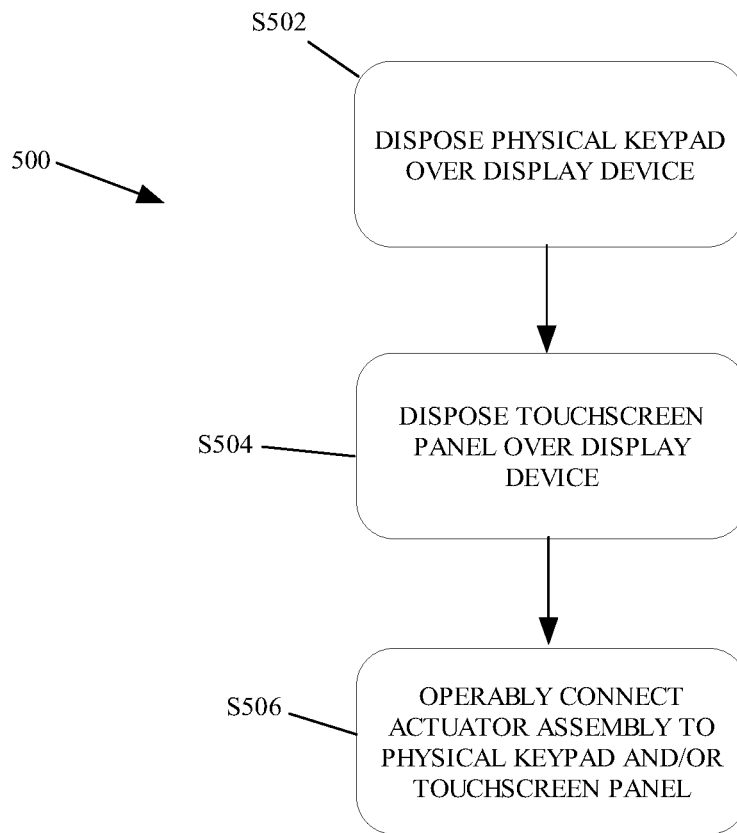 S502
DISPOSE PHYSICAL KEYPAD
OVER DISPLAY DEVICE
500
DISPOSE TOUCHSCREEN
PANEL OVER DISPLAY
DEVICE
S504
OPERABLY CONNECT
ACTUATOR ASSEMBLY TO
PHYSICAL KEYPAD AND/OR
TOUCHSCREEN PANEL
S506